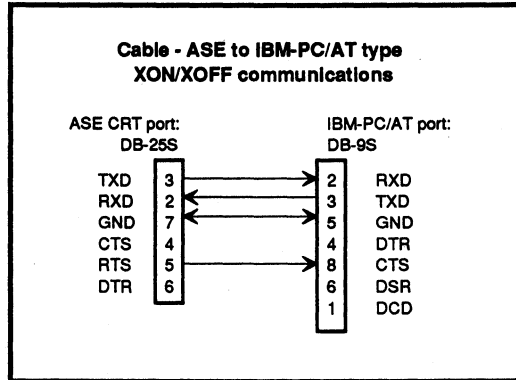 Cable - ASE to IBM-PC/AT type
XON/XOFF communications
ASE CRT port: IBM-PC/AT port:
DB-25S DB-9S
TXD 3 2 RXD
RXD 2 3 TXD
GND 7 5 GND
CTS 4 4 DTR
RTS 5 8 CTS
DTR 6 6 DSR
1 DCD